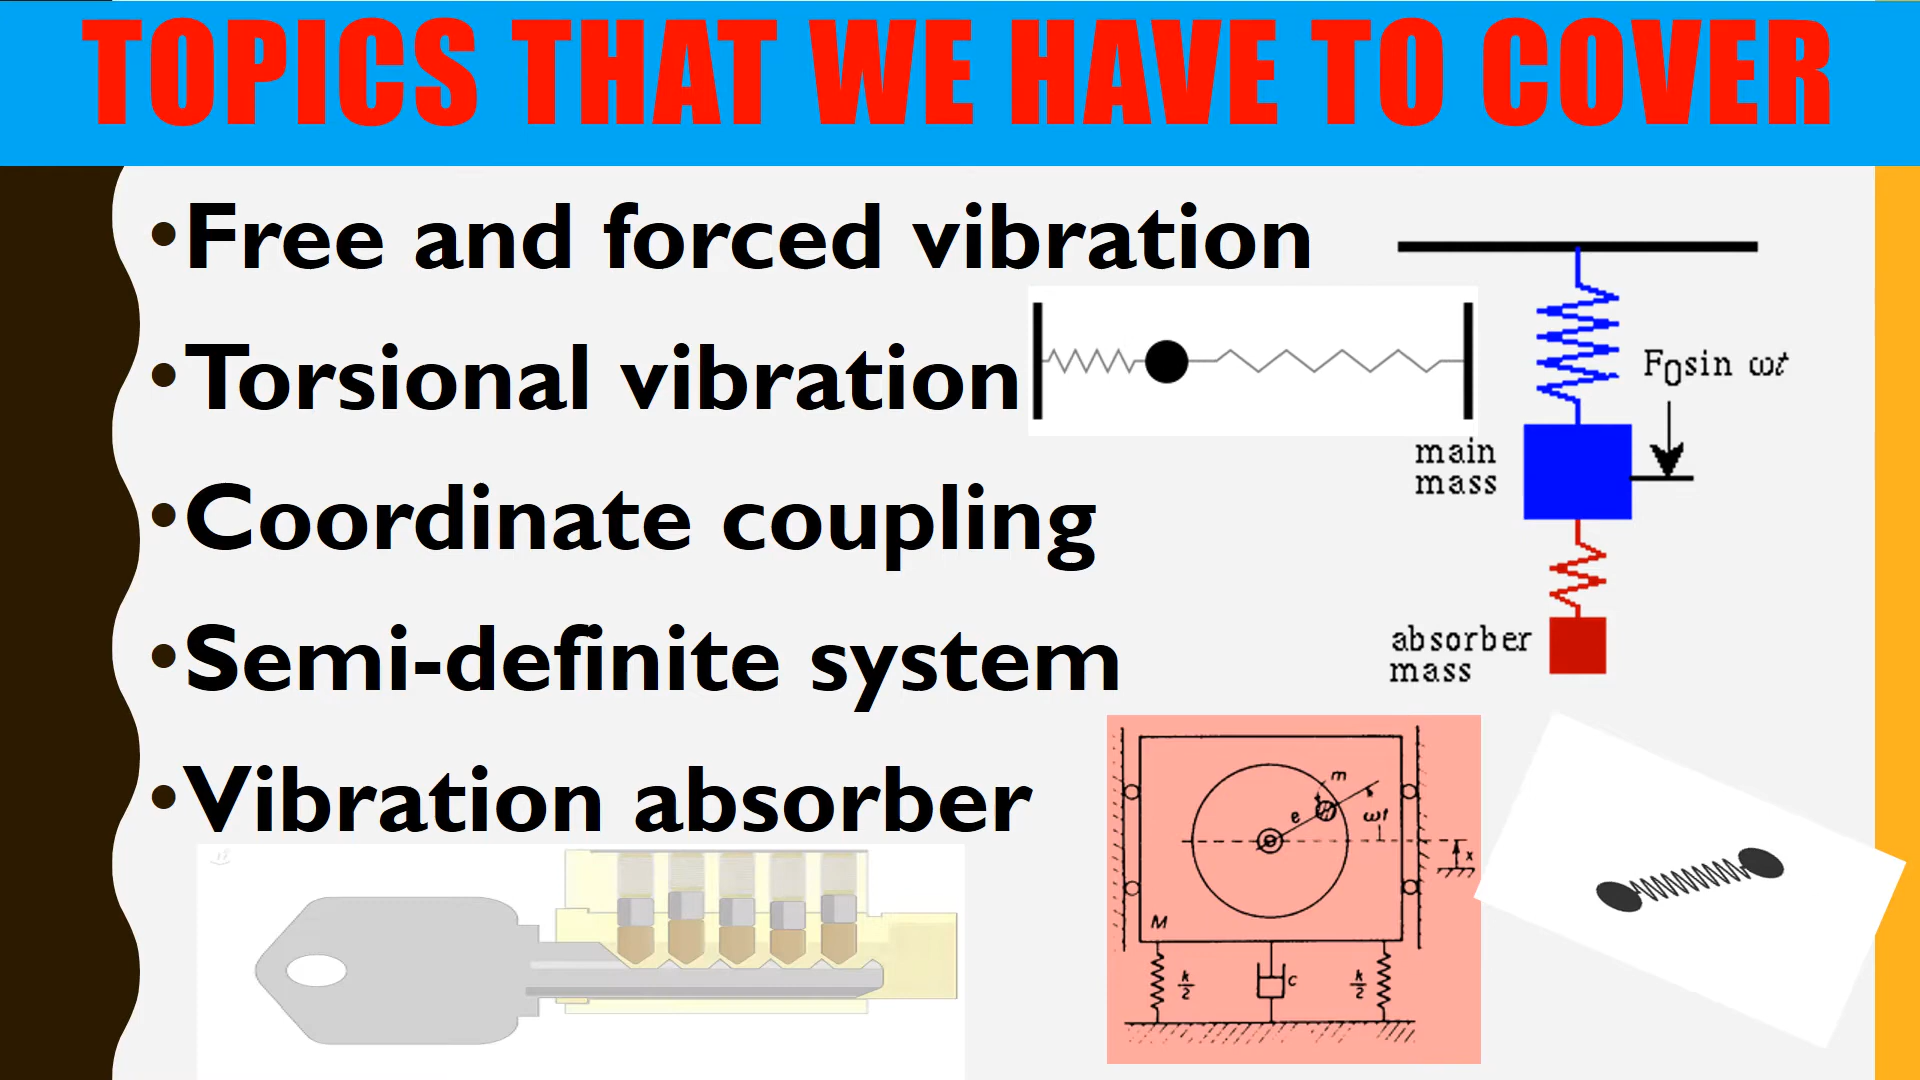 TOPICS THAT WE HAVE TO COVER
•Free and forced vibration
•Torsional vibration
•Coordinate coupling
•Semi-definite system
•Vibration absorber
F0sin ωt
main
mass
absorber
mass
m
e
ωt
x
M
k/2
c
k/2